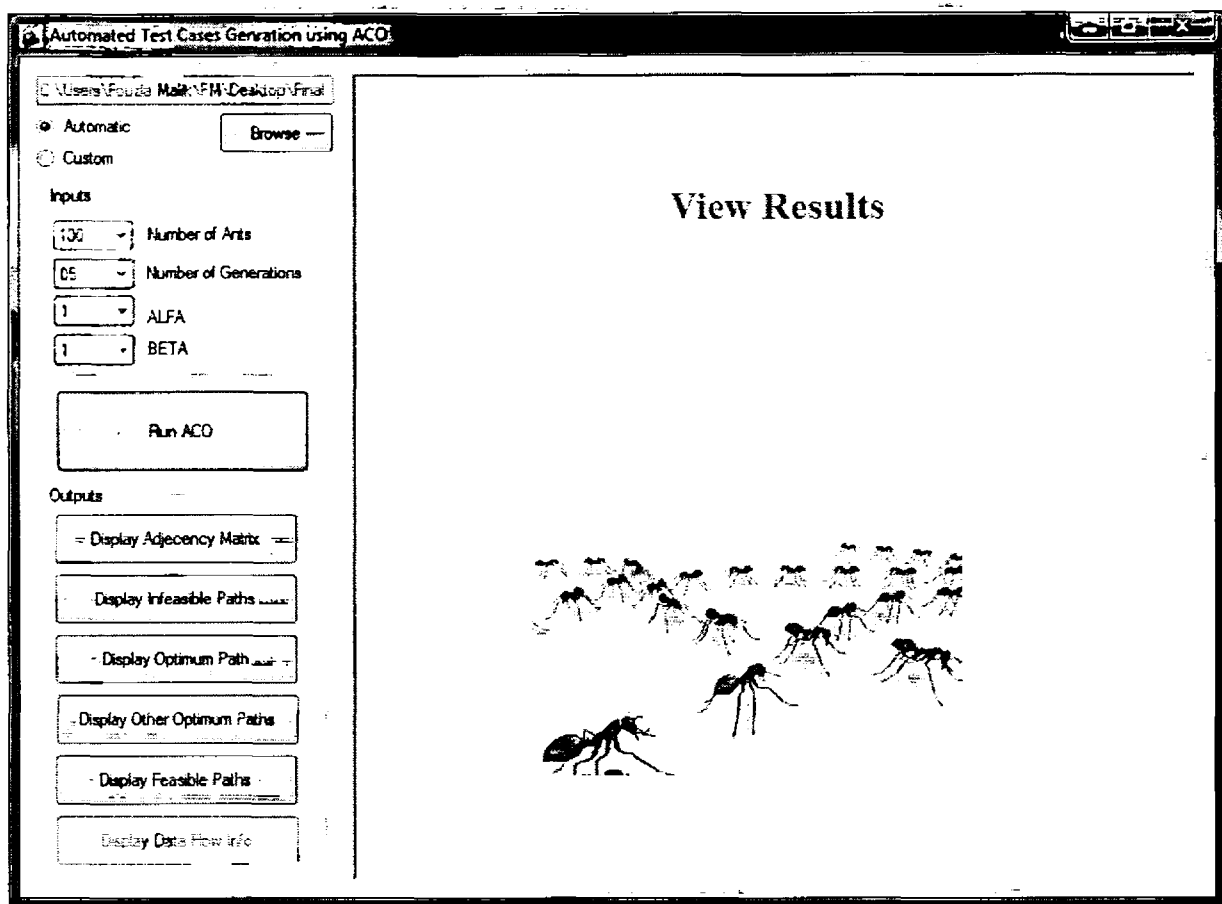 Automated Test Cases Genration using ACO
C:\Users\Fouzia Malik\FM\Desktop\Final
Automatic
Browse
Custom
Inputs
100 Number of Ants
05 Number of Generations
1 ALFA
1 BETA
Run ACO
Outputs
Display Adjecency Matrix
Display Infeasible Paths
Display Optimum Path
Display Other Optimum Paths
Display Feasible Paths
Display Data Flow Info
View Results